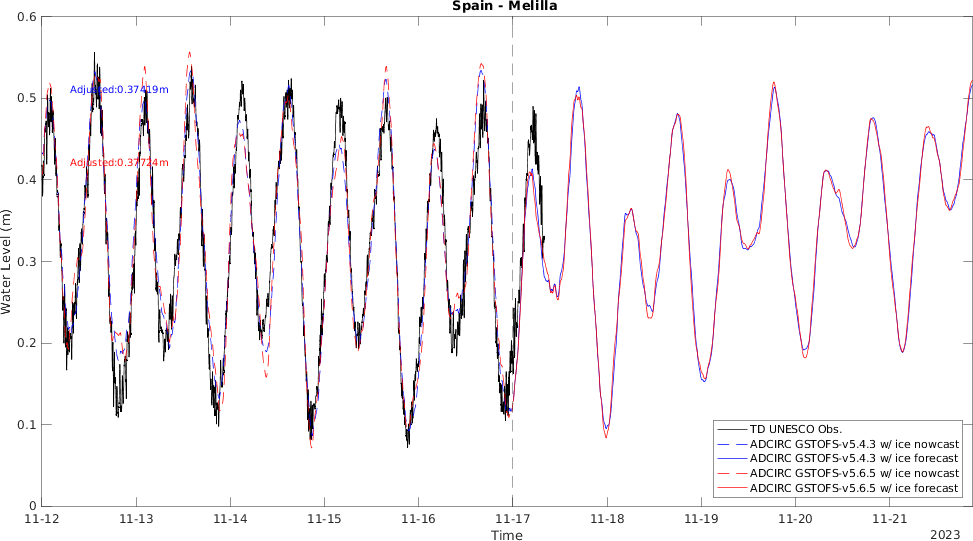 Spain - Melilla
0.6
0.5
0.4
0.3
0.2
0.1
0
Water Level (m)
Adjusted:0.37419m
Adjusted:0.37724m
TD UNESCO Obs.
ADCIRC GSTOFS-v5.4.3 w/ ice nowcast
ADCIRC GSTOFS-v5.4.3 w/ ice forecast
ADCIRC GSTOFS-v5.6.5 w/ ice nowcast
ADCIRC GSTOFS-v5.6.5 w/ ice forecast
11-12 11-13 11-14 11-15 11-16 11-17 11-18 11-19 11-20 11-21
Time
2023